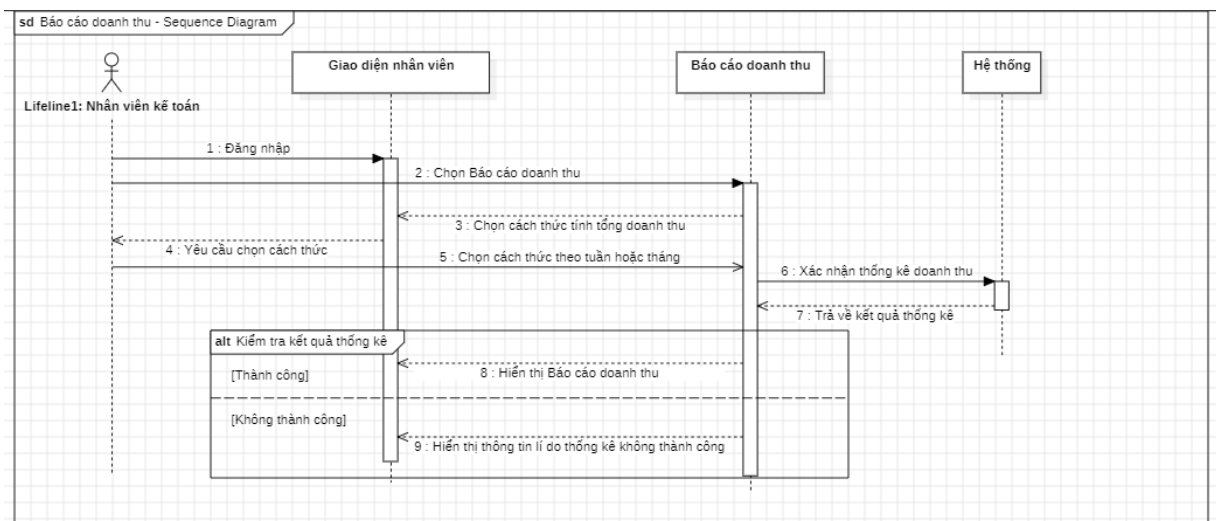 sd Báo cáo doanh thu - Sequence Diagram
Giao diện nhân viên
Báo cáo doanh thu
Hệ thống
Lifeline1: Nhân viên kế toán
1 : Đăng nhập
2 : Chọn Báo cáo doanh thu
3 : Chọn cách thức tính tổng doanh thu
4 : Yêu cầu chọn cách thức
5 : Chọn cách thức theo tuần hoặc tháng
6 : Xác nhận thống kê doanh thu
7 : Trả về kết quả thống kê
alt Kiểm tra kết quả thống kê
8 : Hiển thị Báo cáo doanh thu
[Thành công]
[Không thành công]
9 : Hiển thị thông tin lí do thống kê không thành công